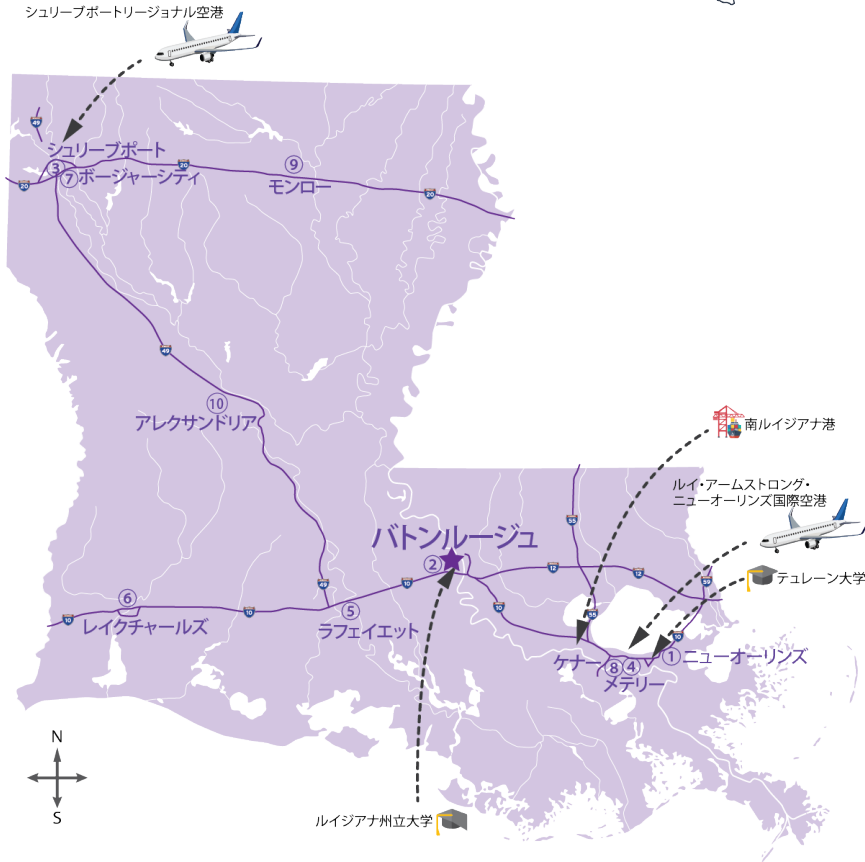 シュリーブポートリージョナル空港
49
シュリーブポート
3
7
ボージャーシティ
20
20
9
モンロー
20
49
10
アレクサンドリア
南ルイジアナ港
ルイ・アームストロング・
ニューオーリンズ国際空港
テュレーン大学
55
バトンルージュ
2
12
12
59
49
10
10
55
6
10
10
レイクチャールズ
5
ラフェイエット
10
ケナー
8
4
1
ニューオーリンズ
メテリー
N
S
ルイジアナ州立大学